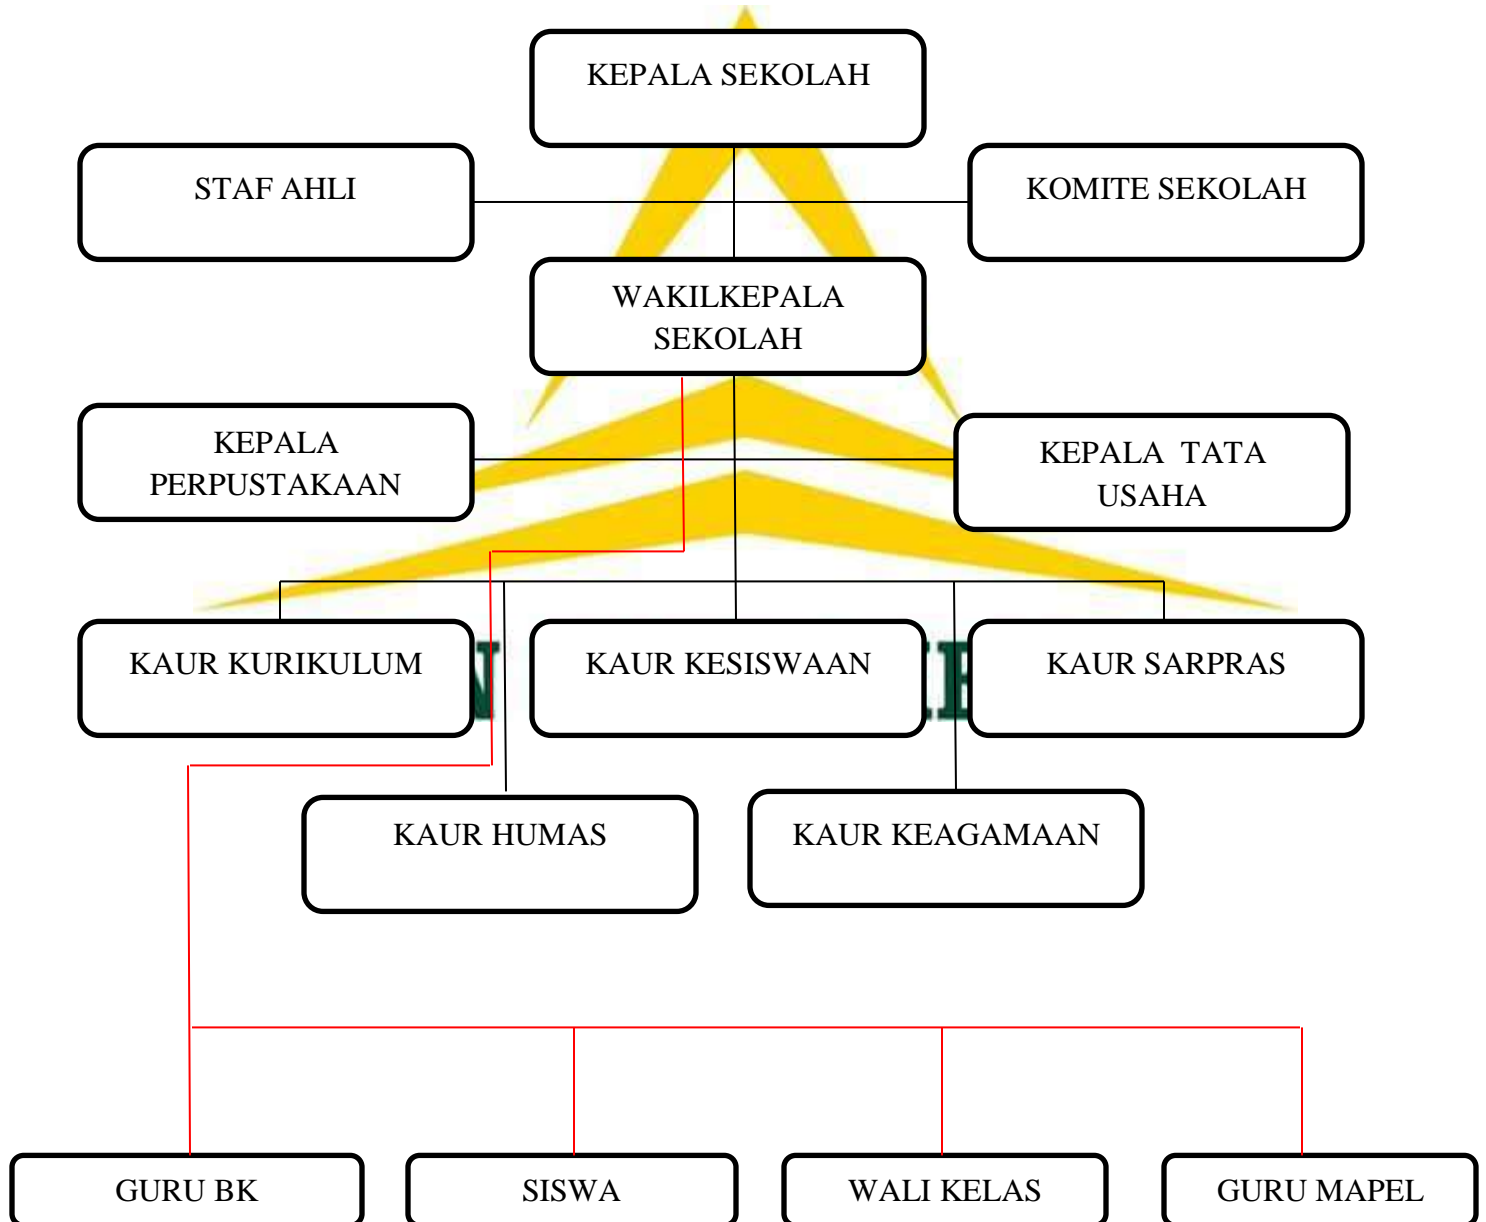 KEPALA SEKOLAH
STAF AHLI
KOMITE SEKOLAH
WAKILKEPALA
SEKOLAH
KEPALA
PERPUSTAKAAN
KEPALA TATA
USAHA
KAUR KURIKULUM
KAUR KESISWAAN
KAUR SARPRAS
KAUR HUMAS
KAUR KEAGAMAAN
GURU BK
SISWA
WALI KELAS
GURU MAPEL